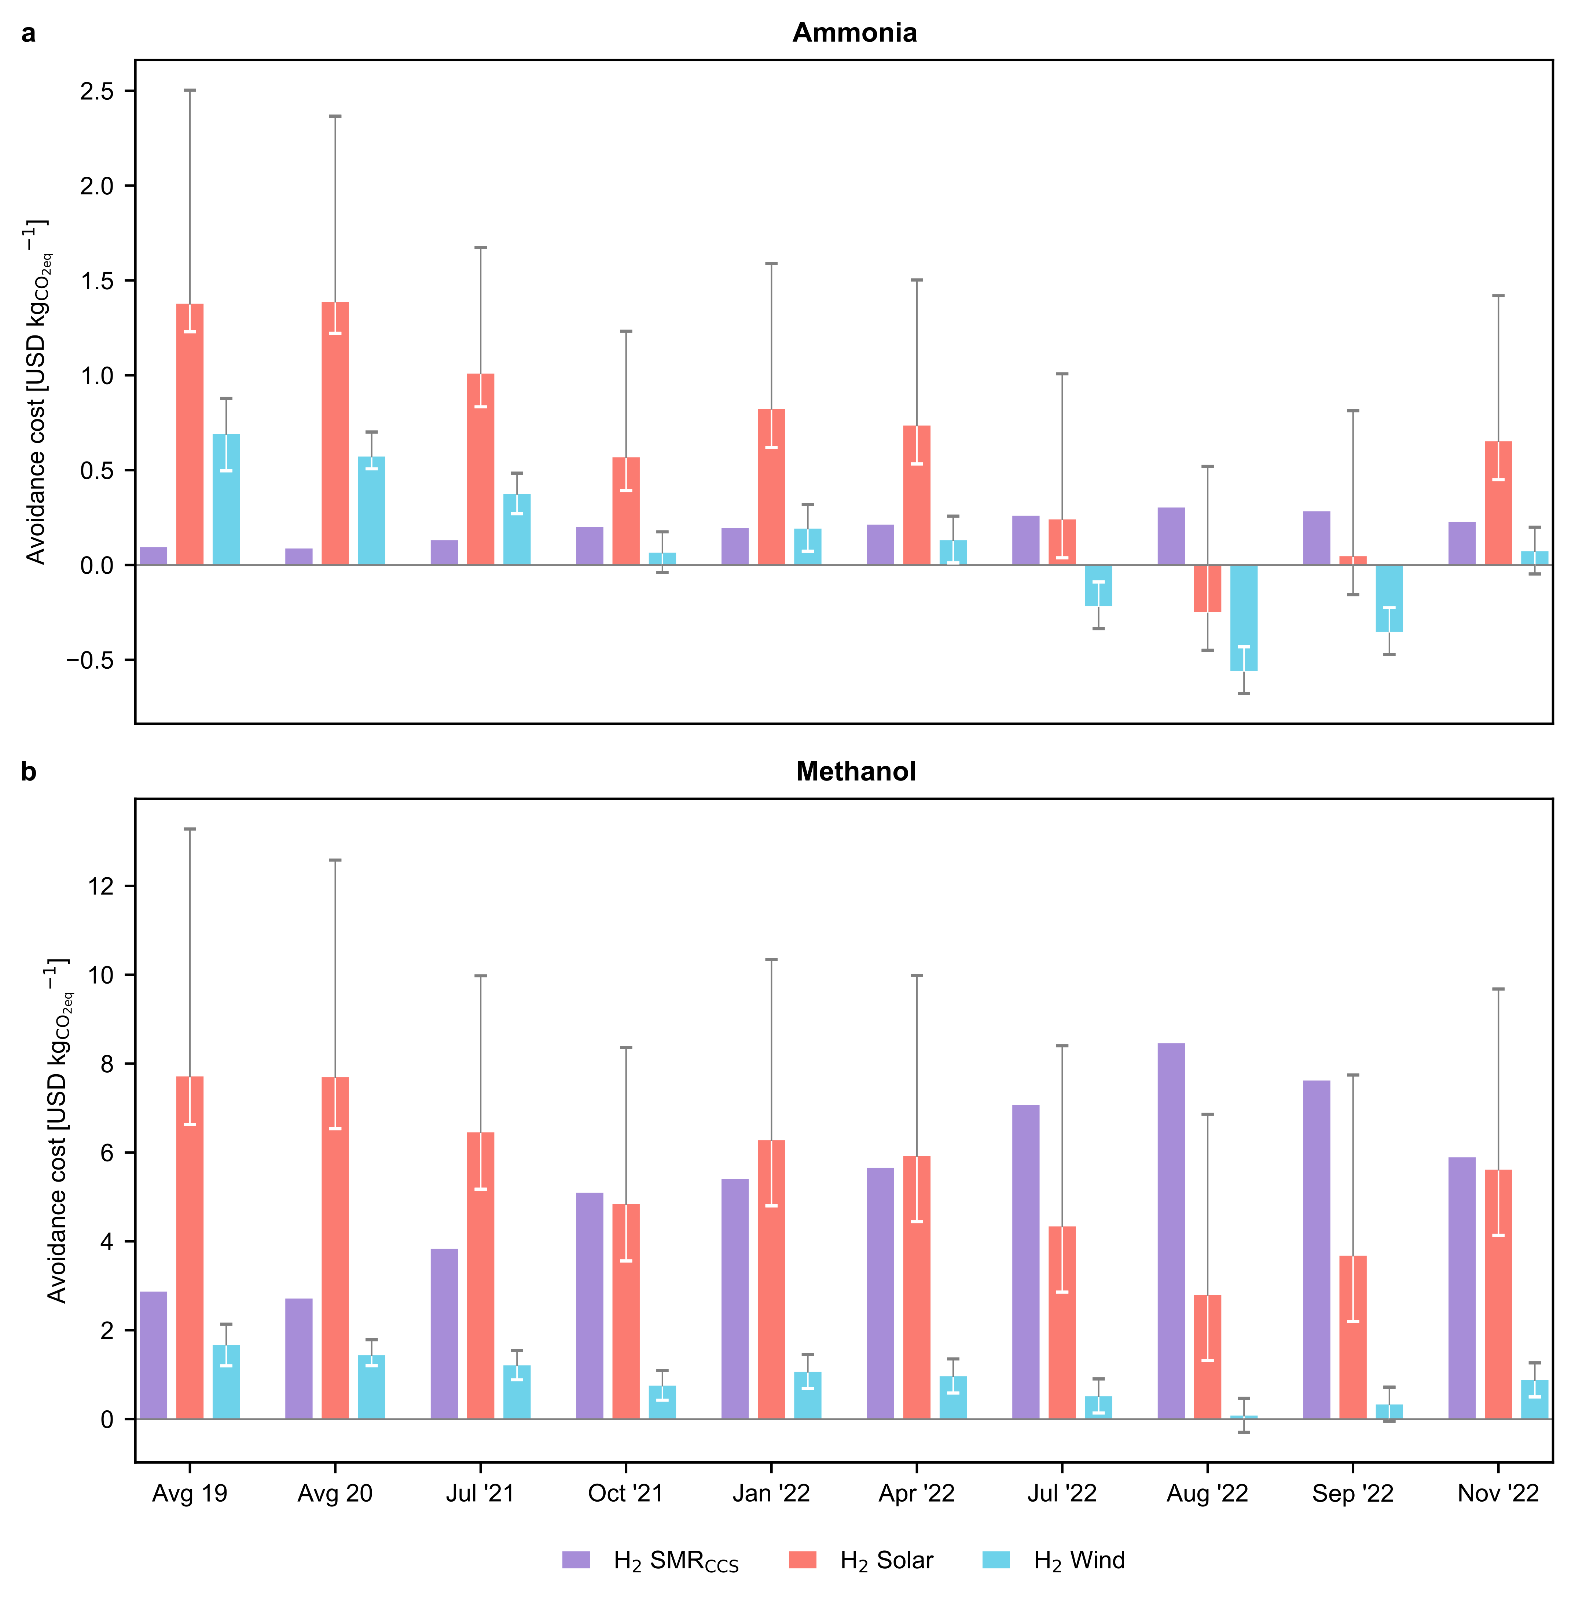 a
Ammonia
Avoidance cost [USD kgCO2eq−1]
2.5
2.0
1.5
1.0
0.5
0.0
−0.5
b
Methanol
Avoidance cost [USD kgCO2eq−1]
12
10
8
6
4
2
0
Avg 19 Avg 20 Jul '21 Oct '21 Jan '22 Apr '22 Jul '22 Aug '22 Sep '22 Nov '22
H2 SMRCCS H2 Solar H2 Wind